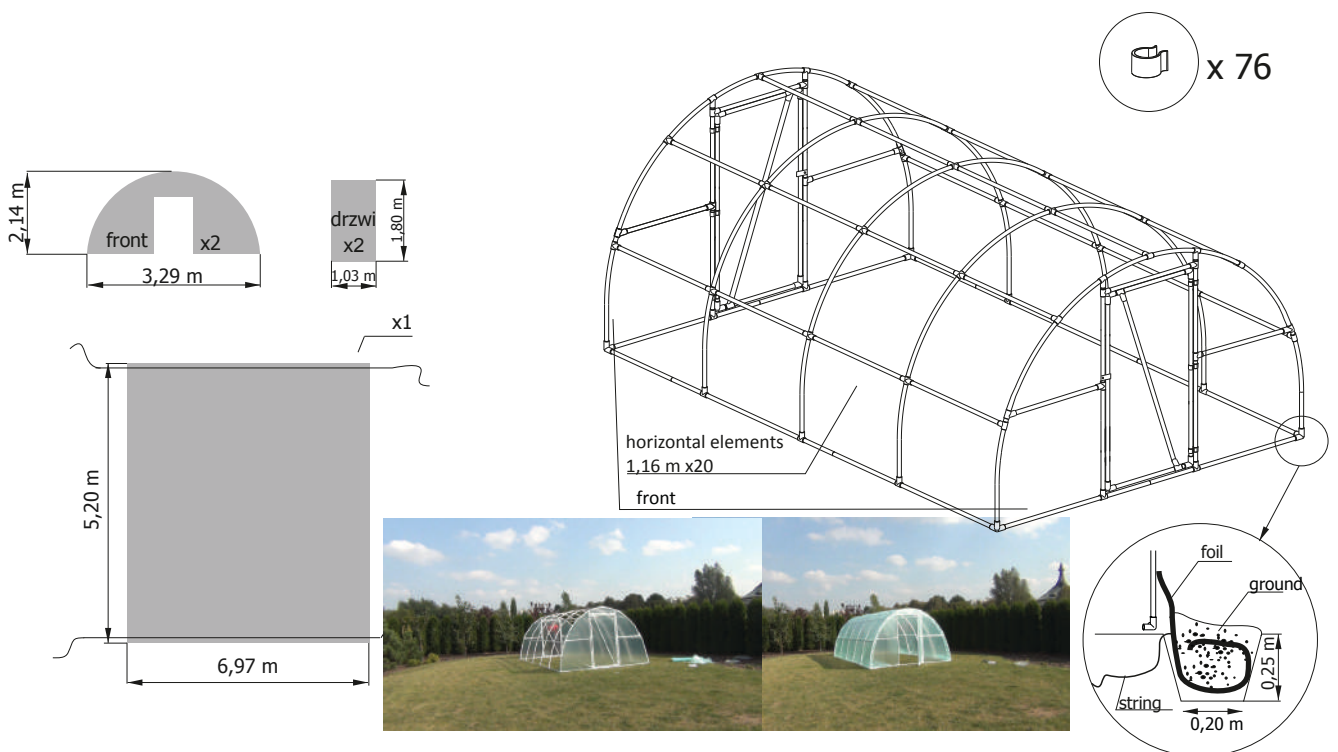 x 76
2,14 m
front
x2
3,29 m
drzwi
x2
1,80 m
1,03 m
x1
5,20 m
6,97 m
horizontal elements
1,16 m x20
front
foil
ground
string
0,25 m
0,20 m